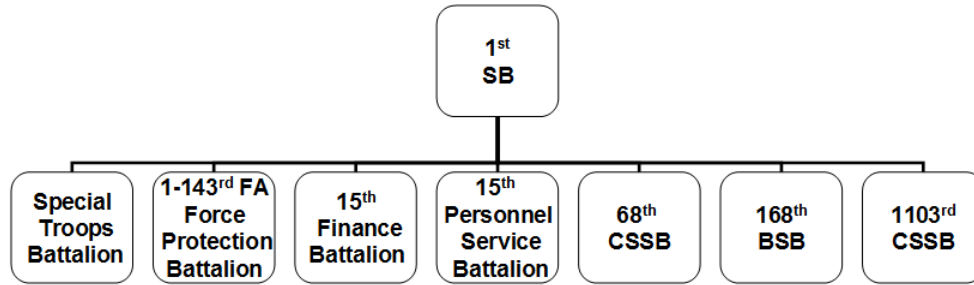 1st
SB
Special
Troops
Battalion
1-143rd FA
Force
Protection
Battalion
15th
Finance
Battalion
15th
Personnel
Service
Battalion
68th
CSSB
168th
BSB
1103rd
CSSB